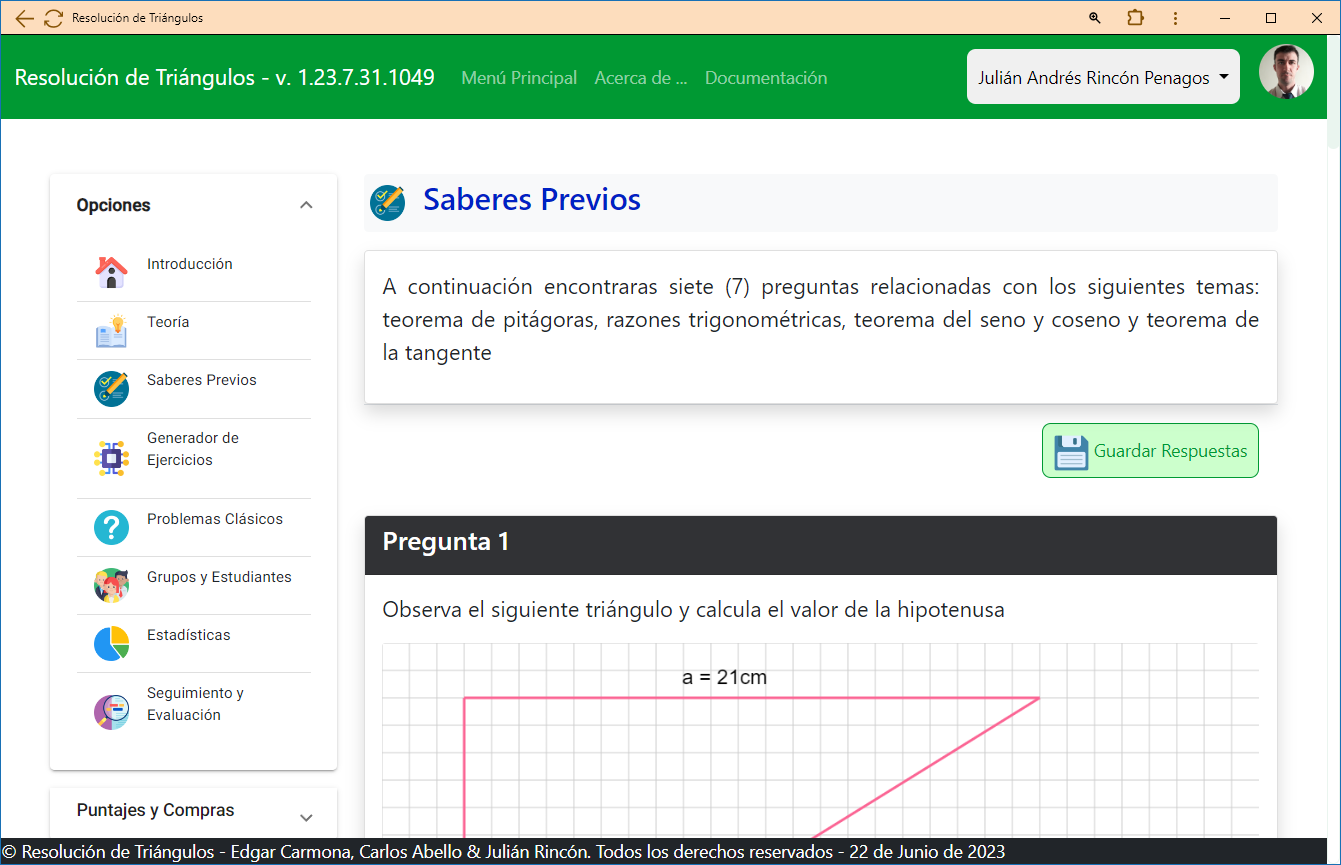 Resolución de Triángulos
Resolución de Triángulos - v. 1.23.7.31.1049
Menú Principal
Acerca de ...
Documentación
Julián Andrés Rincón Penagos
Opciones
Introducción
Teoría
Saberes Previos
Generador de
Ejercicios
Problemas Clásicos
Grupos y Estudiantes
Estadísticas
Seguimiento y
Evaluación
Puntajes y Compras
Saberes Previos
A continuación encontraras siete (7) preguntas relacionadas con los siguientes temas:
teorema de pitágoras, razones trigonométricas, teorema del seno y coseno y teorema de
la tangente
Guardar Respuestas
Pregunta 1
Observa el siguiente triángulo y calcula el valor de la hipotenusa
a = 21cm
© Resolución de Triángulos - Edgar Carmona, Carlos Abello & Julián Rincón. Todos los derechos reservados - 22 de Junio de 2023